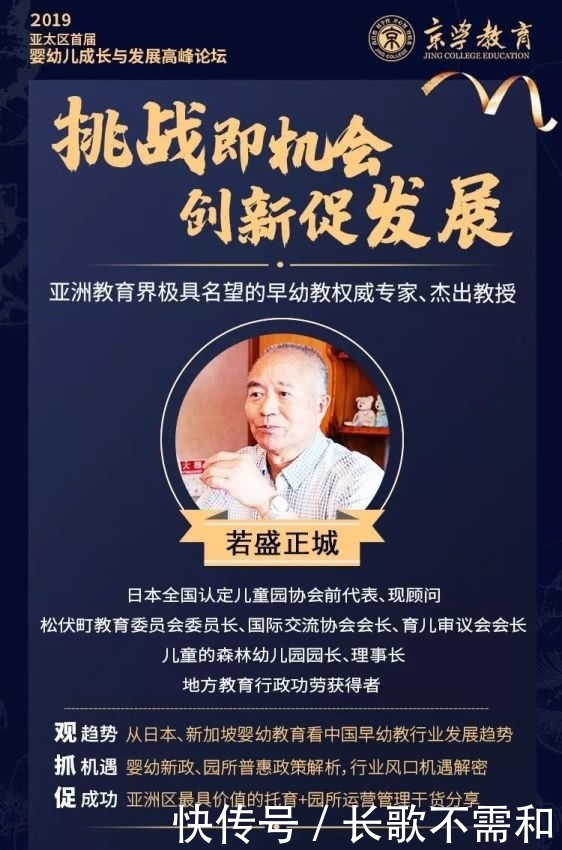 2019
亚太区首届
婴幼儿成长与发展高峰论坛
京学教育
JING COLLEGE EDUCATION
挑战即机会
创新促发展
亚洲教育界极具名望的早幼教权威专家、杰出教授
若盛正城
日本全国认定儿童园协会前代表、现顾问
松伏町教育委员会委员长、国际交流协会会长、育儿审议会会长
儿童的森林幼儿园园长、理事长
地方教育行政功劳获得者
观趋势 从日本、新加坡婴幼教育看中国早幼教行业发展趋势
抓机遇 婴幼新政、园所普惠政策解析,行业风口机遇解密
促成功 亚洲区最具价值的托育+园所运营管理干货分享
快传号 / 长歌不需和